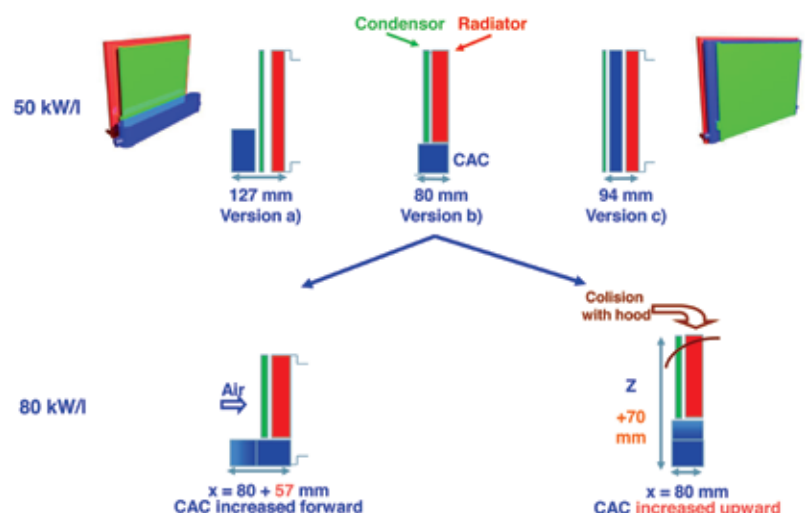 Condensor Radiator
50 kW/l
CAC
127 mm
Version a)
80 mm
Version b)
94 mm
Version c)
Colision
with hood
Air
Z
+70
mm
80 kW/l
x = 80 + 57 mm
CAC increased forward
x = 80 mm
CAC increased upward